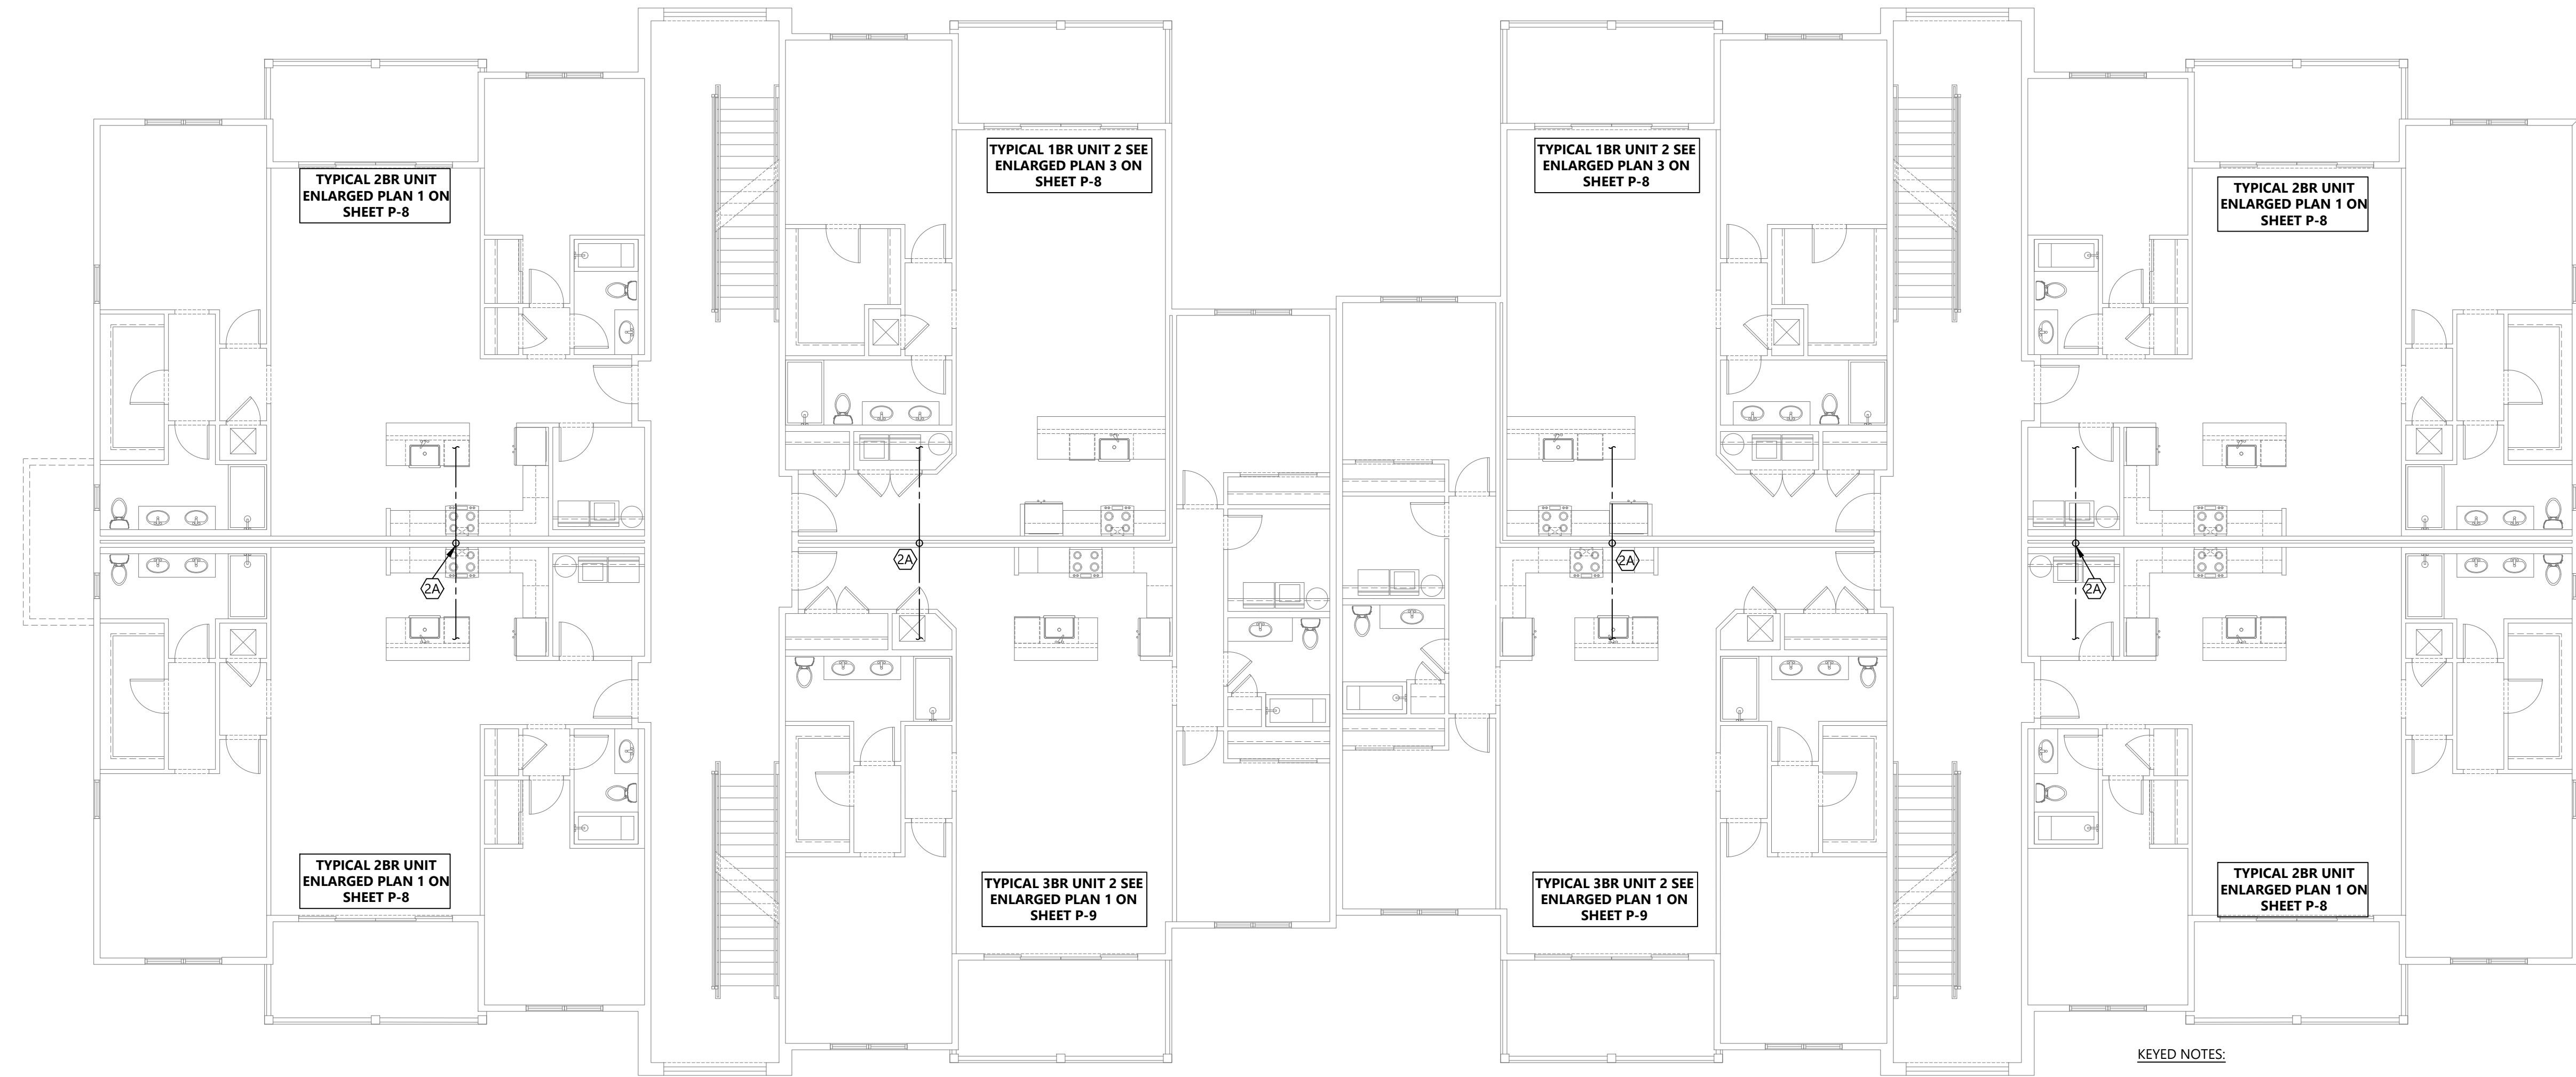 TYPICAL 1BR UNIT 2 SEE
ENLARGED PLAN 3 ON
SHEET P-8
TYPICAL 1BR UNIT 2 SEE
ENLARGED PLAN 3 ON
SHEET P-8
TYPICAL 2BR UNIT
ENLARGED PLAN 1 ON
SHEET P-8
TYPICAL 2BR UNIT
ENLARGED PLAN 1 ON
SHEET P-8
2A
2A
2A
2A
TYPICAL 2BR UNIT
ENLARGED PLAN 1 ON
SHEET P-8
TYPICAL 3BR UNIT 2 SEE
ENLARGED PLAN 1 ON
SHEET P-9
TYPICAL 3BR UNIT 2 SEE
ENLARGED PLAN 1 ON
SHEET P-9
TYPICAL 2BR UNIT
ENLARGED PLAN 1 ON
SHEET P-8
KEYED NOTES: